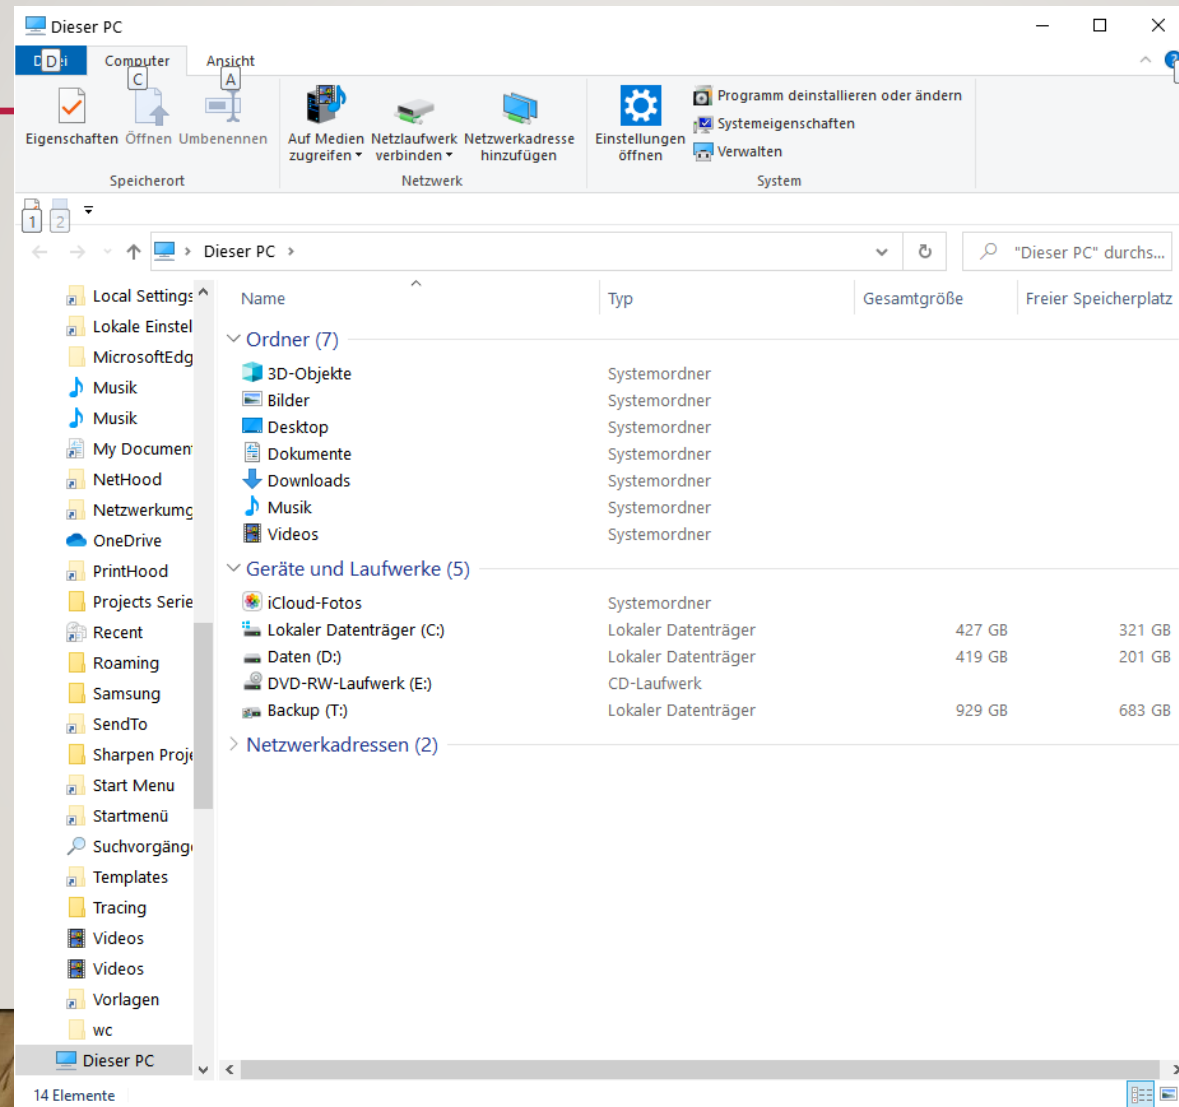 Dieser PC
Computer Ansicht
D
C
A
Eigenschaften Öffnen Umbenennen
Auf Medien zugreifen
Netzlaufwerk verbinden
Netzwerkadresse hinzufügen
Einstellungen öffnen
Programm deinstallieren oder ändern
Systemeigenschaften
Verwalten
Speicherort
Netzwerk
System
1
2
Dieser PC
"Dieser PC" durchs...
Local Settings
Lokale Einstel
MicrosoftEdg
Musik
Musik
My Documen
NetHood
Netzwerkumg
OneDrive
PrintHood
Projects Serie
Recent
Roaming
Samsung
SendTo
Sharpen Proje
Start Menu
Startmenü
Suchvorgäng
Templates
Tracing
Videos
Videos
Vorlagen
wc
Dieser PC
Name Typ Gesamtgröße Freier Speicherplatz
Ordner (7)
3D-Objekte Systemordner
Bilder Systemordner
Desktop Systemordner
Dokumente Systemordner
Downloads Systemordner
Musik Systemordner
Videos Systemordner
Geräte und Laufwerke (5)
iCloud-Fotos Systemordner
Lokaler Datenträger (C:) Lokaler Datenträger 427 GB 321 GB
Daten (D:) Lokaler Datenträger 419 GB 201 GB
DVD-RW-Laufwerk (E:) CD-Laufwerk
Backup (T:) Lokaler Datenträger 929 GB 683 GB
Netzwerkadressen (2)
14 Elemente